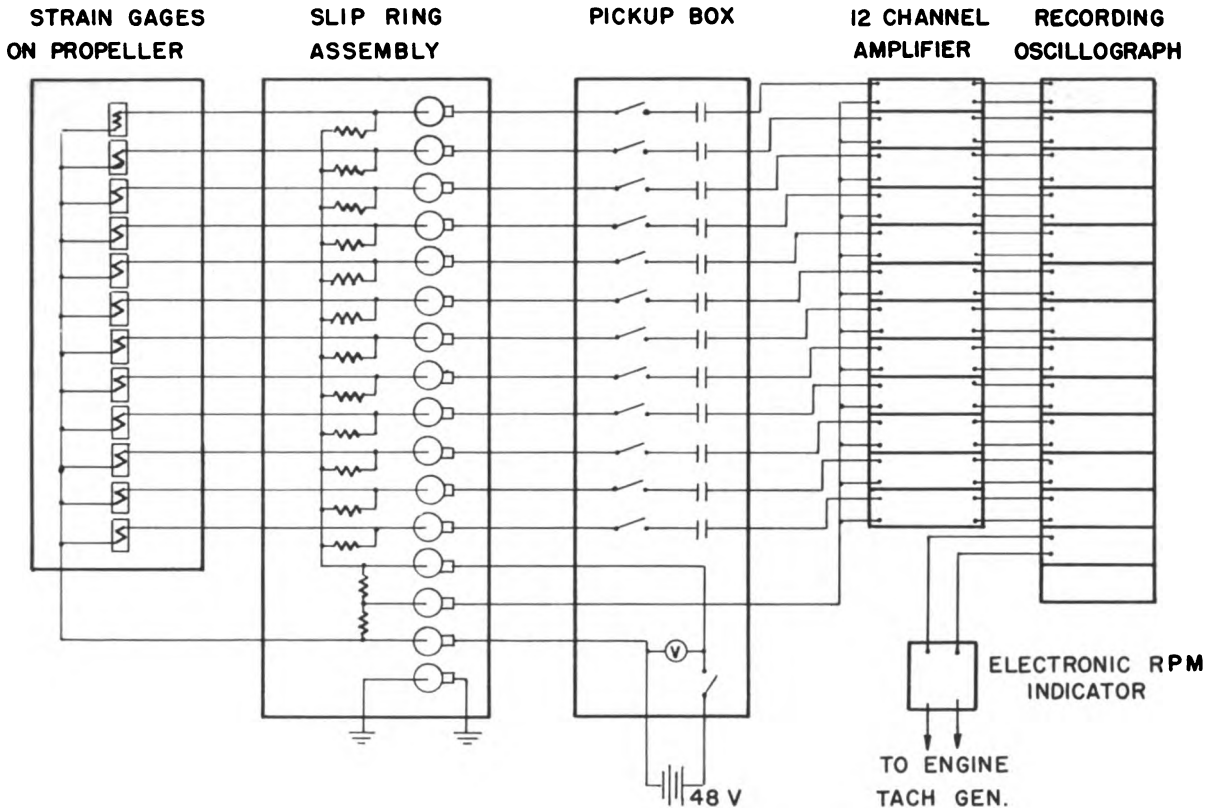 STRAIN GAGES
ON PROPELLER
SLIP RING
ASSEMBLY
PICKUP BOX
12 CHANNEL
AMPLIFIER
RECORDING
OSCILLOGRAPH
V
48 V
ELECTRONIC RPM
INDICATOR
TO ENGINE
TACH GEN.